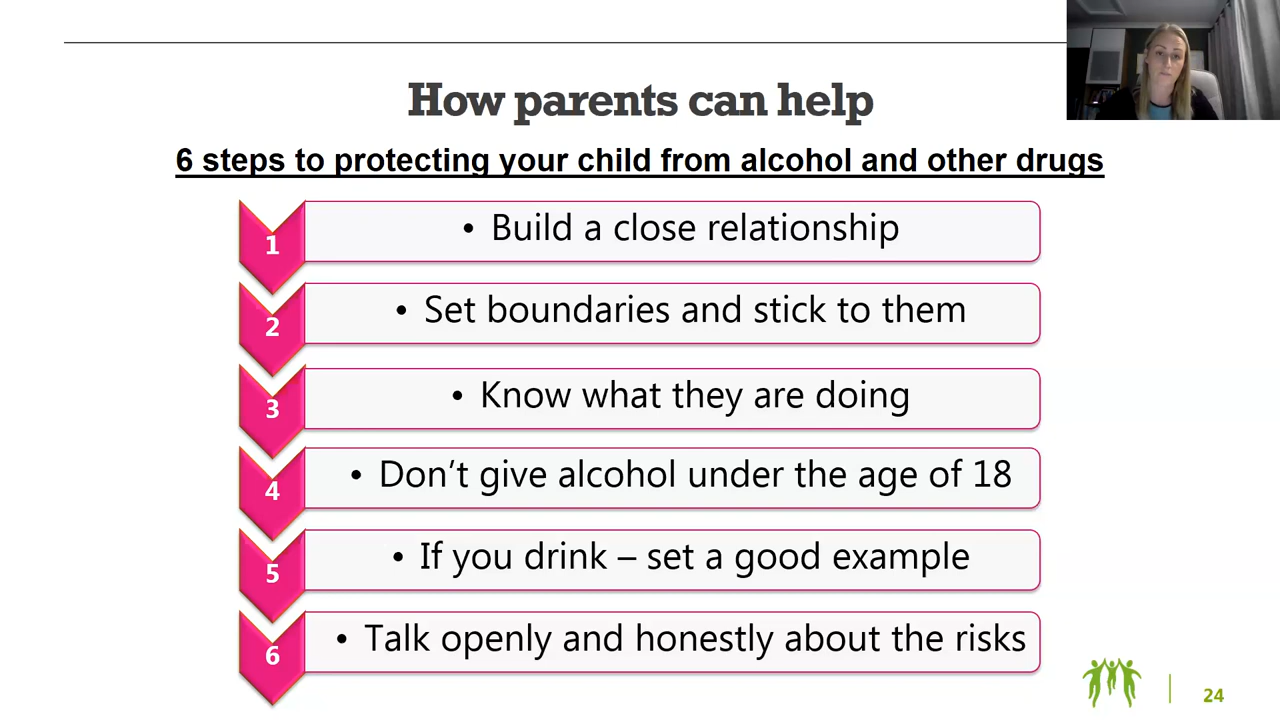 How parents can help
6 steps to protecting your child from alcohol and other drugs
1
• Build a close relationship
2
• Set boundaries and stick to them
3
• Know what they are doing
4
• Don’t give alcohol under the age of 18
5
• If you drink – set a good example
6
• Talk openly and honestly about the risks
24